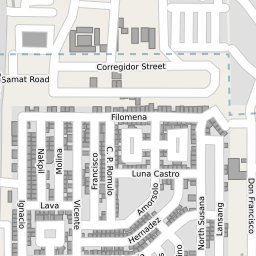 Corregidor Street
Samat Road
Filomena
Nakpil
Molina
Francisco
C. P. Romulo
Luna Castro
Amorsolo
Lansang
North Susana
Don Francisco
Ignacio
Lava
Vicente
Hernadez